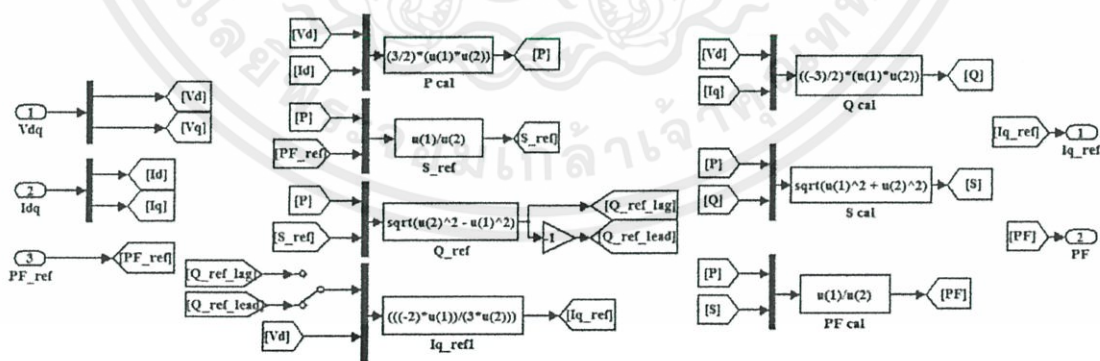 1
Vdq
[Vd]
[Vq]
2
Idq
[Id]
[Iq]
3
PF_ref
[PF_ref]
[Vd]
[Id]
(3/2)*(u(1)*u(2))
P cal
[P]
[P]
[PF_ref]
u(1)/u(2)
S_ref
[S_ref]
[P]
[S_ref]
sqrt(u(2)^2 - u(1)^2)
Q_ref
[Q_ref_lag]
-1
[Q_ref_lead]
[Q_ref_lag]
[Q_ref_lead]
[Vd]
(((-2)*u(1))/(3*u(2)))
Iq_ref1
[Iq_ref]
[Vd]
[Iq]
((-3)/2)*(u(1)*u(2))
Q cal
[Q]
[P]
[Q]
sqrt(u(1)^2 + u(2)^2)
S cal
[S]
[P]
[S]
u(1)/u(2)
PF cal
[PF]
[Iq_ref]
1
Iq_ref
[PF]
2
PF